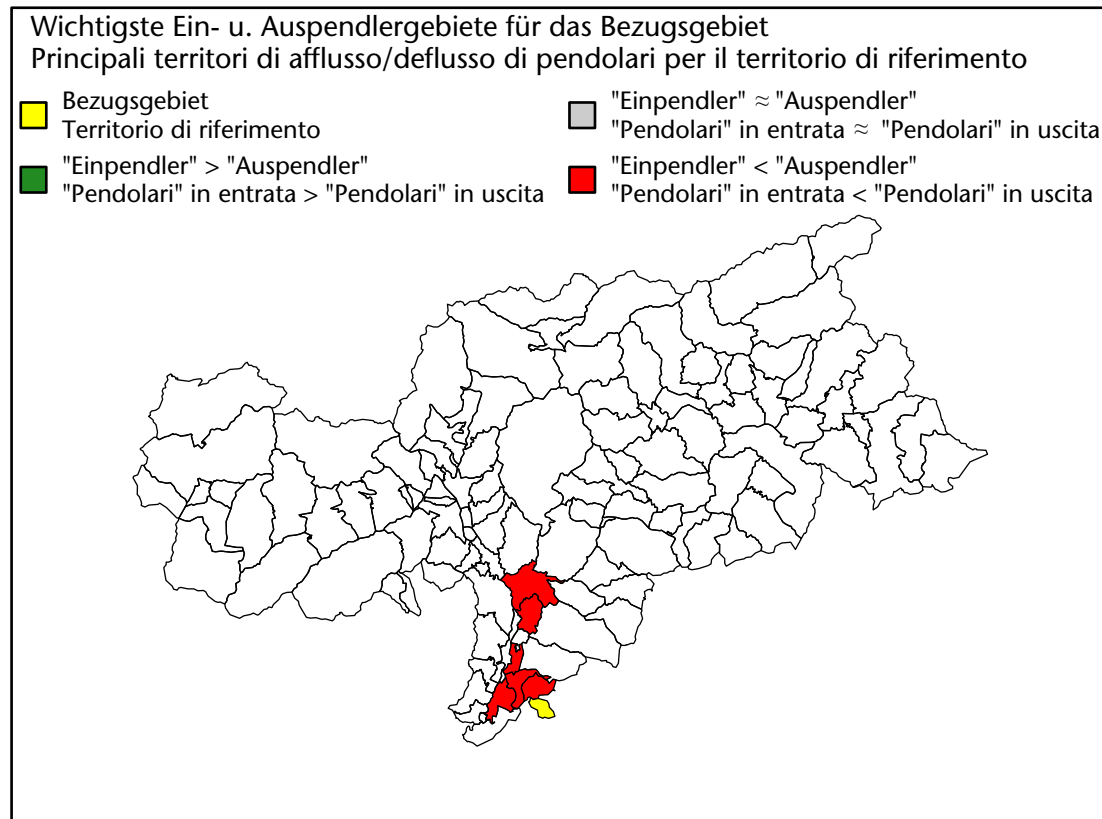 Wichtigste Ein- u. Auspendlergebiete für das Bezugsgebiet
Principali territori di afflusso/deflusso di pendolari per il territorio di riferimento
Bezugsgebiet
Territorio di riferimento
"Einpendler" > "Auspendler"
"Pendolari" in entrata > "Pendolari" in uscita
"Einpendler" ≈ "Auspendler"
"Pendolari" in entrata ≈ "Pendolari" in uscita
"Einpendler" < "Auspendler"
"Pendolari" in entrata < "Pendolari" in uscita